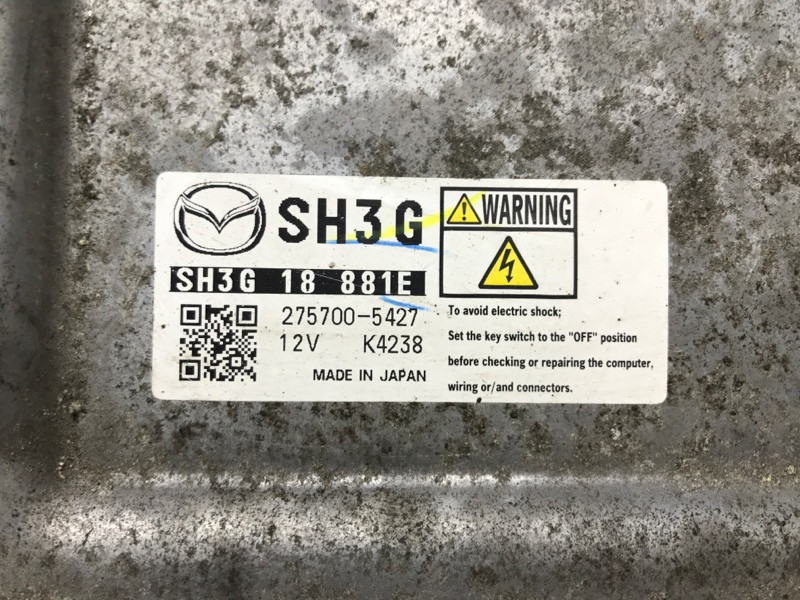 SH3G
SH3G 18 881E
275700-5427
12V K4238
MADE IN JAPAN
WARNING
To avoid electric shock;
Set the key switch to the "OFF" position
before checking or repairing the computer,
wiring or/and connectors.